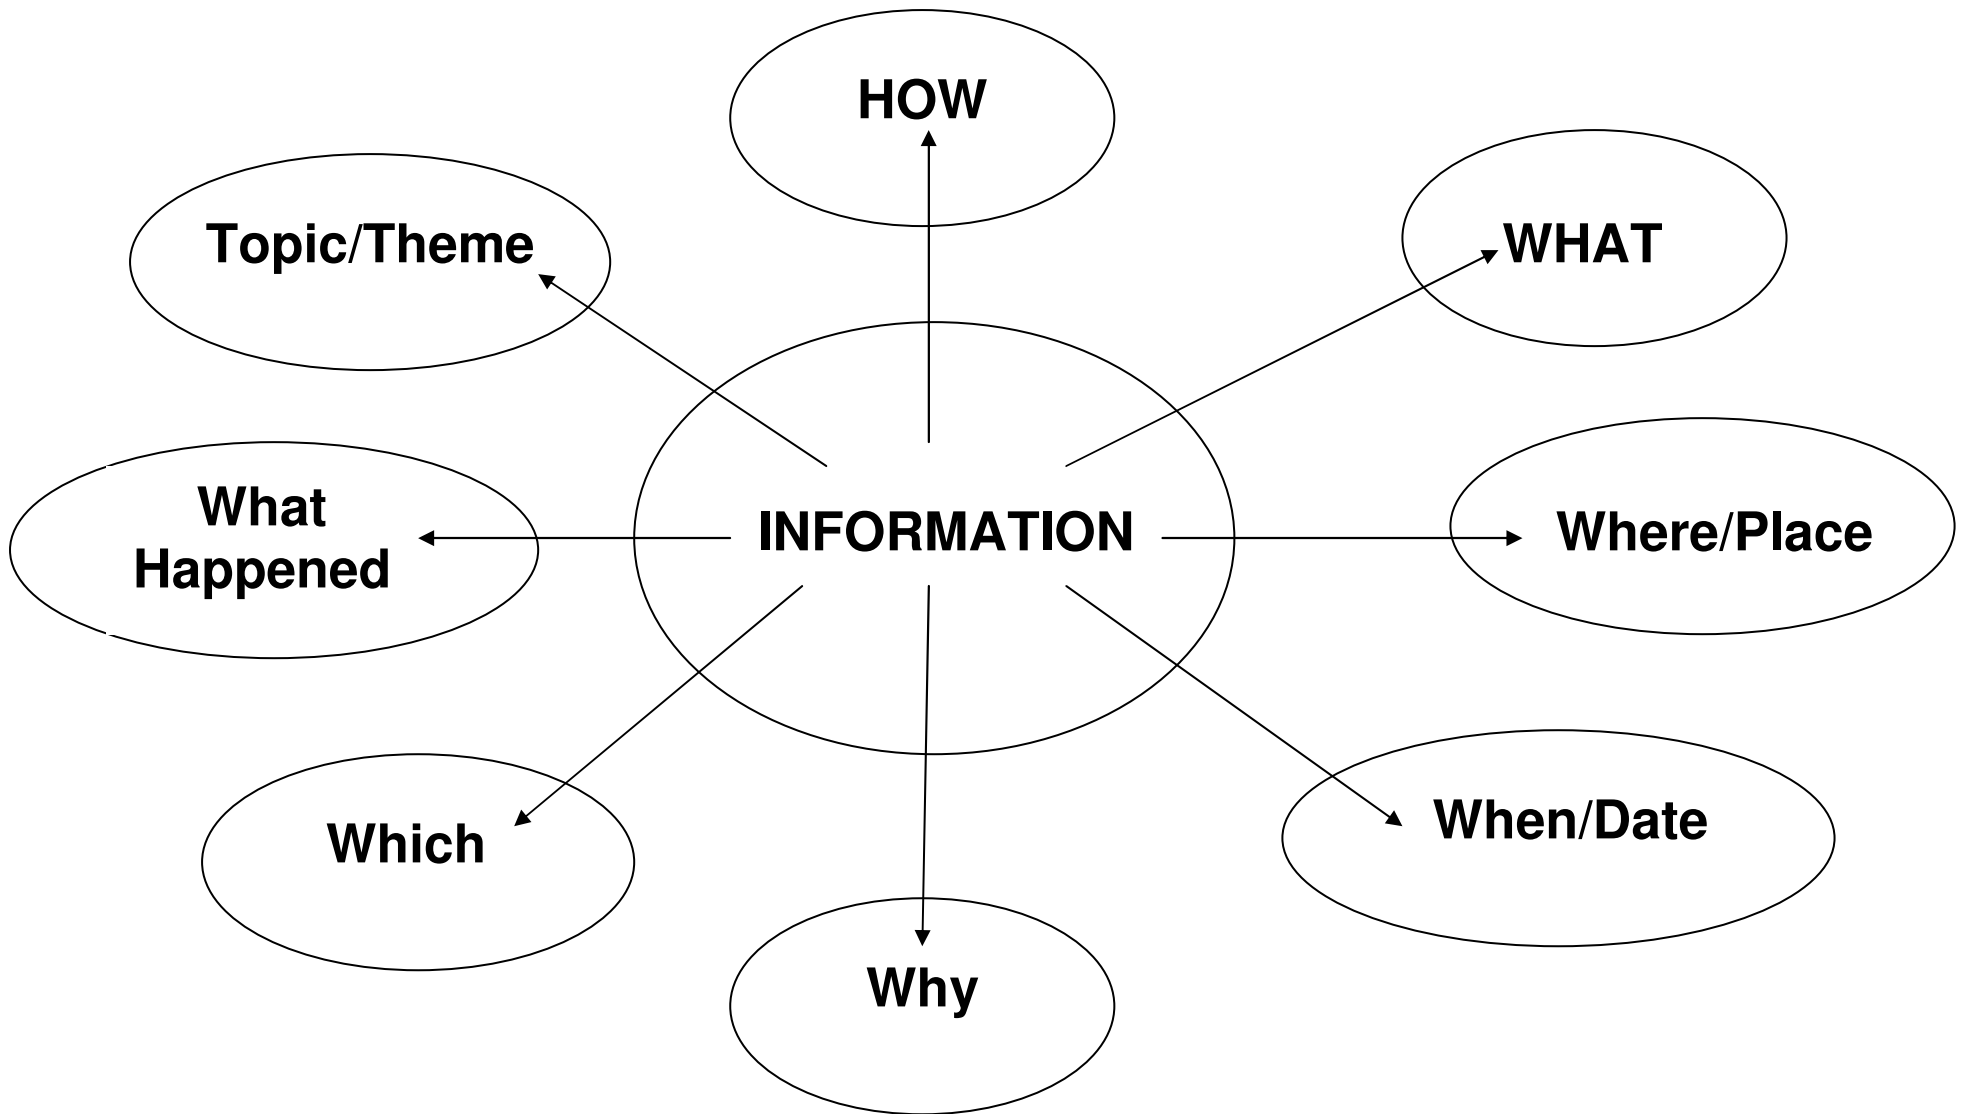 HOW
WHAT
Topic/Theme
What
Happened
INFORMATION
Where/Place
Which
When/Date
Why